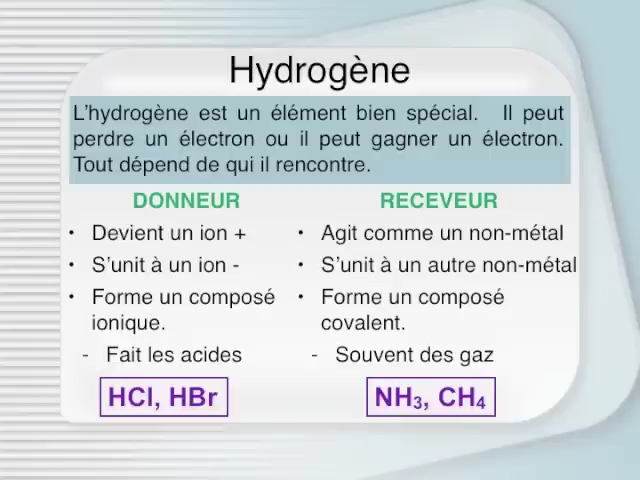 Hydrogène
L'hydrogène est un élément bien spécial. Il peut
perdre un électron ou il peut gagner un électron.
Tout dépend de qui il rencontre.
DONNEUR
• Devient un ion +
• S'unit à un ion -
• Forme un composé
ionique.
- Fait les acides
HCl, HBr
RECEVEUR
• Agit comme un non-métal
• S'unit à un autre non-métal
• Forme un composé
covalent.
- Souvent des gaz
NH₃, CH₄